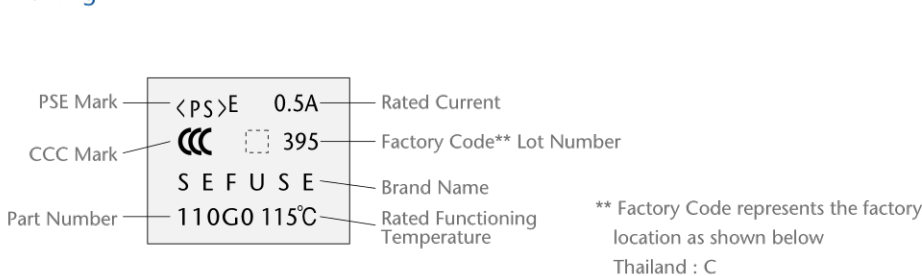 PSE Mark <PS>E 0.5A Rated Current
CCC Mark CCC 395 Factory Code** Lot Number
SEFUSE Brand Name
Part Number 110G0 115℃ Rated Functioning
Temperature
** Factory Code represents the factory
location as shown below
Thailand : C